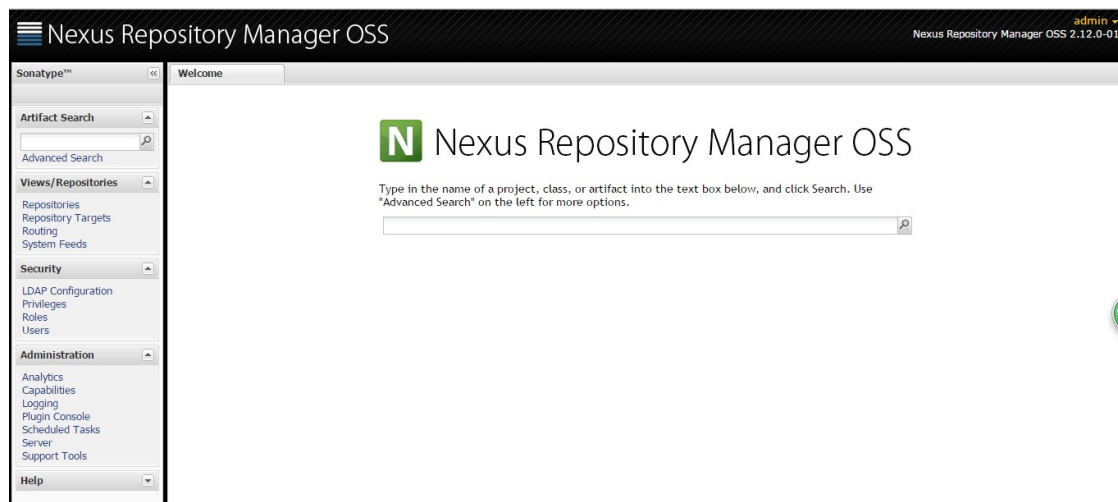 Nexus Repository Manager OSS
admin
Nexus Repository Manager OSS 2.12.0-01
Sonatype™
Welcome
Artifact Search
Advanced Search
Views/Repositories
Repositories
Repository Targets
Routing
System Feeds
Security
LDAP Configuration
Privileges
Roles
Users
Administration
Analytics
Capabilities
Logging
Plugin Console
Scheduled Tasks
Server
Support Tools
Help
N Nexus Repository Manager OSS
Type in the name of a project, class, or artifact into the text box below, and click Search. Use
"Advanced Search" on the left for more options.